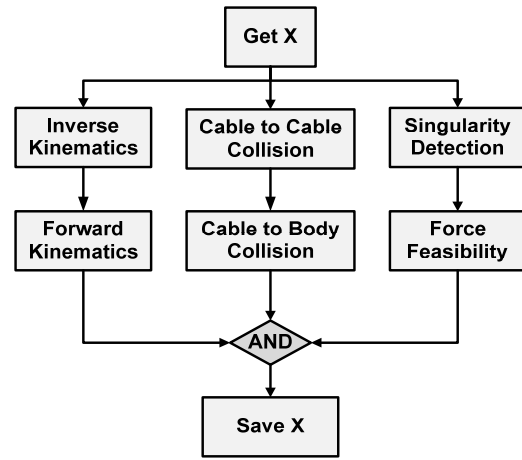 Get X
Inverse
Kinematics
Cable to Cable
Collision
Singularity
Detection
Forward
Kinematics
Cable to Body
Collision
Force
Feasibility
AND
Save X